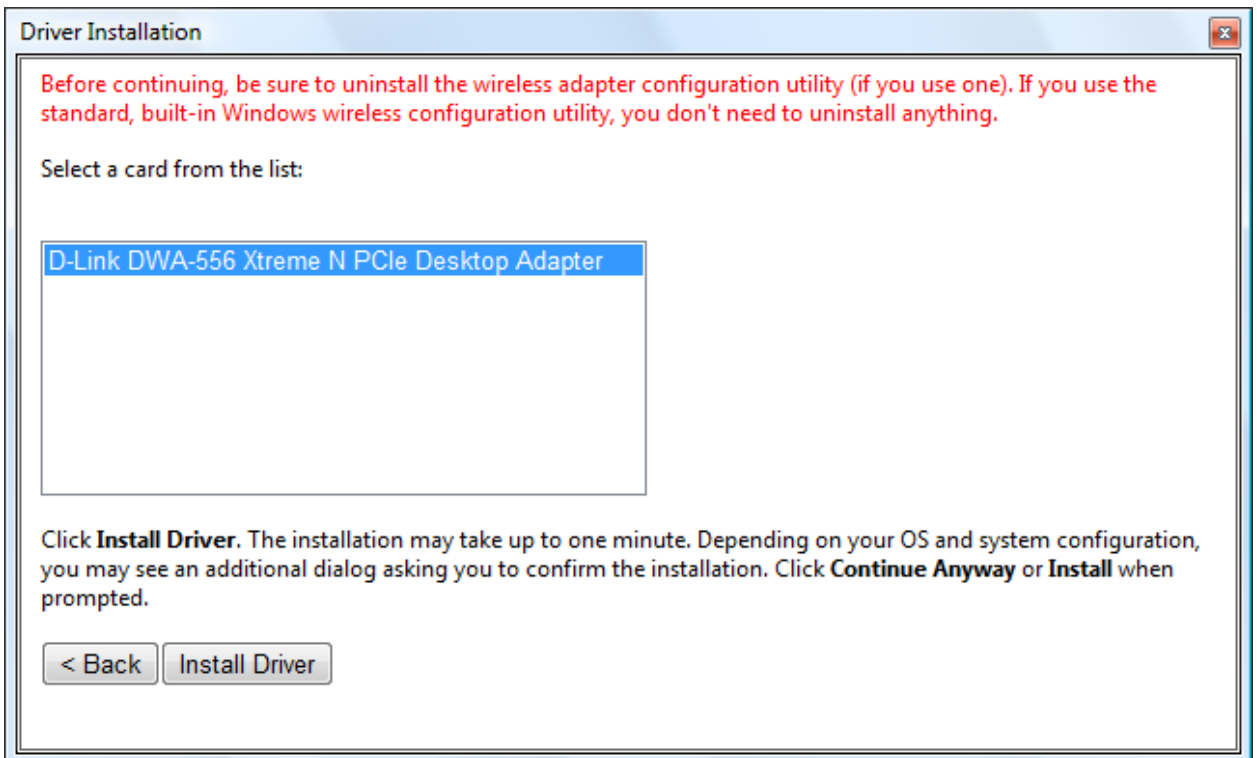 Driver Installation
Before continuing, be sure to uninstall the wireless adapter configuration utility (if you use one). If you use the
standard, built-in Windows wireless configuration utility, you don't need to uninstall anything.
Select a card from the list:
D-Link DWA-556 Xtreme N PCIe Desktop Adapter
Click Install Driver. The installation may take up to one minute. Depending on your OS and system configuration,
you may see an additional dialog asking you to confirm the installation. Click Continue Anyway or Install when
prompted.
< Back Install Driver